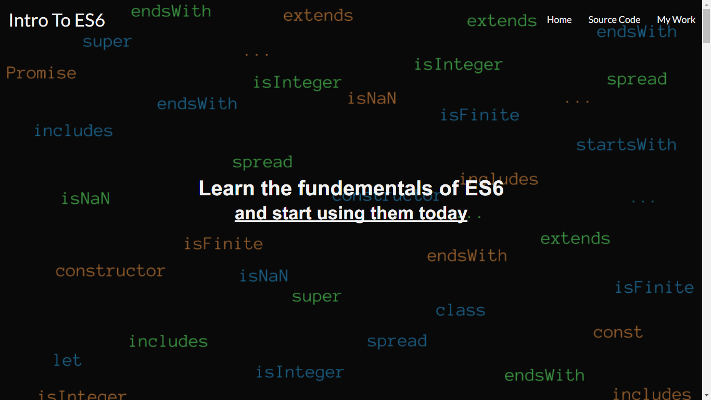 endsWith
extends
extends
Intro To ES6
Home Source Code My Work
endsWith
super
...
isInteger
Promise
spread
isInteger
isNaN
...
endsWith
isFinite
includes
startsWith
spread
includes
Learn the fundementals of ES6
constructor
isNaN
...
and start using them today
...
extends
isFinite
endsWith
constructor
isNaN
isFinite
super
class
const
includes
spread
let
isInteger
endsWith
isInteger
includes